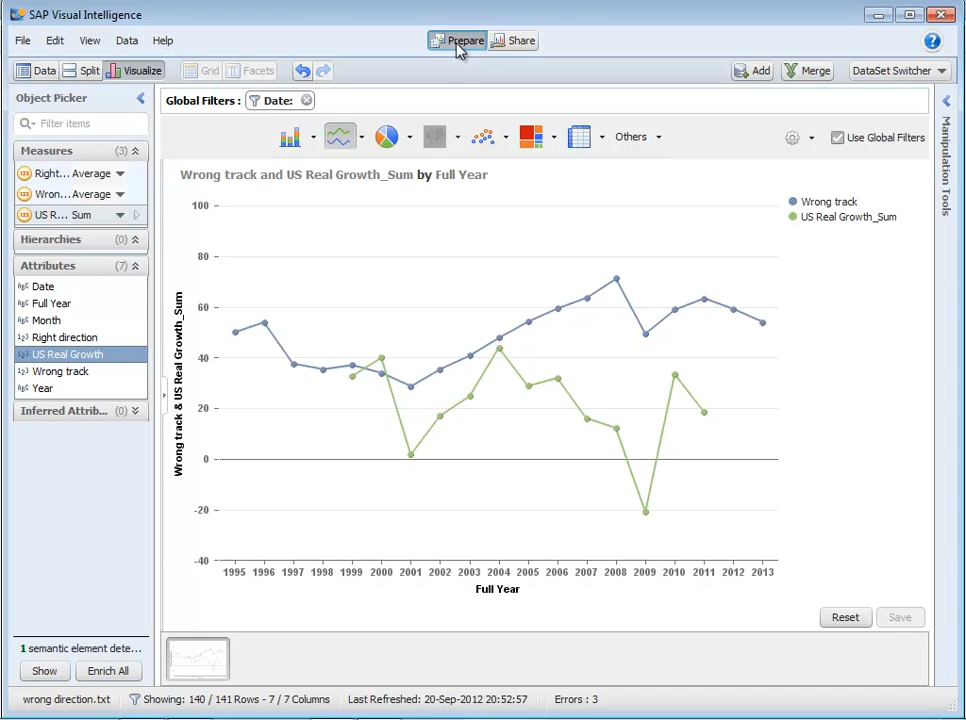 SAP Visual Intelligence
File Edit View Data Help
Prepare Share
Data Split Visualize Grid Facets Add Merge DataSet Switcher
Object Picker
Global Filters : Date:
Filter items
Others Use Global Filters
Measures (3)
Right... Average
Wron... Average
US R... Sum
Hierarchies (0)
Attributes (7)
ABC Date
ABC Full Year
ABC Month
123 Right direction
123 US Real Growth
123 Wrong track
ABC Year
Inferred Attrib... (0)
Manipulation Tools
Wrong track and US Real Growth_Sum by Full Year
Wrong track
US Real Growth_Sum
Wrong track & US Real Growth_Sum
100
80
60
40
20
0
-20
-40
1995 1996 1997 1998 1999 2000 2001 2002 2003 2004 2005 2006 2007 2008 2009 2010 2011 2012 2013
Full Year
Reset Save
1 semantic element dete...
Show Enrich All
wrong direction.txt Showing: 140 / 141 Rows - 7 / 7 Columns Last Refreshed: 20-Sep-2012 20:52:57 Errors : 3